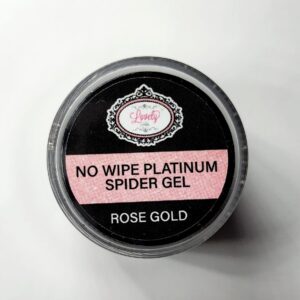 Lovely
NO WIPE PLATINUM
SPIDER GEL
ROSE GOLD